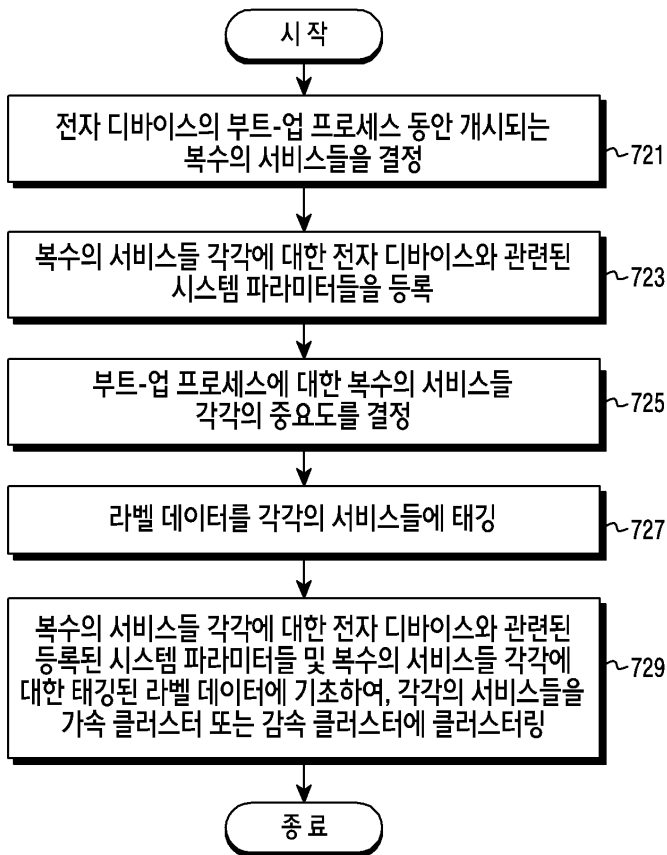 시 작
전자 디바이스의 부트-업 프로세스 동안 개시되는
복수의 서비스들을 결정
721
복수의 서비스들 각각에 대한 전자 디바이스와 관련된
시스템 파라미터들을 등록
723
부트-업 프로세스에 대한 복수의 서비스들
각각의 중요도를 결정
725
라벨 데이터를 각각의 서비스들에 태깅
727
복수의 서비스들 각각에 대한 전자 디바이스와 관련된
등록된 시스템 파라미터들 및 복수의 서비스들 각각에
대한 태깅된 라벨 데이터에 기초하여, 각각의 서비스들을
가속 클러스터 또는 감속 클러스터에 클러스터링
729
종 료